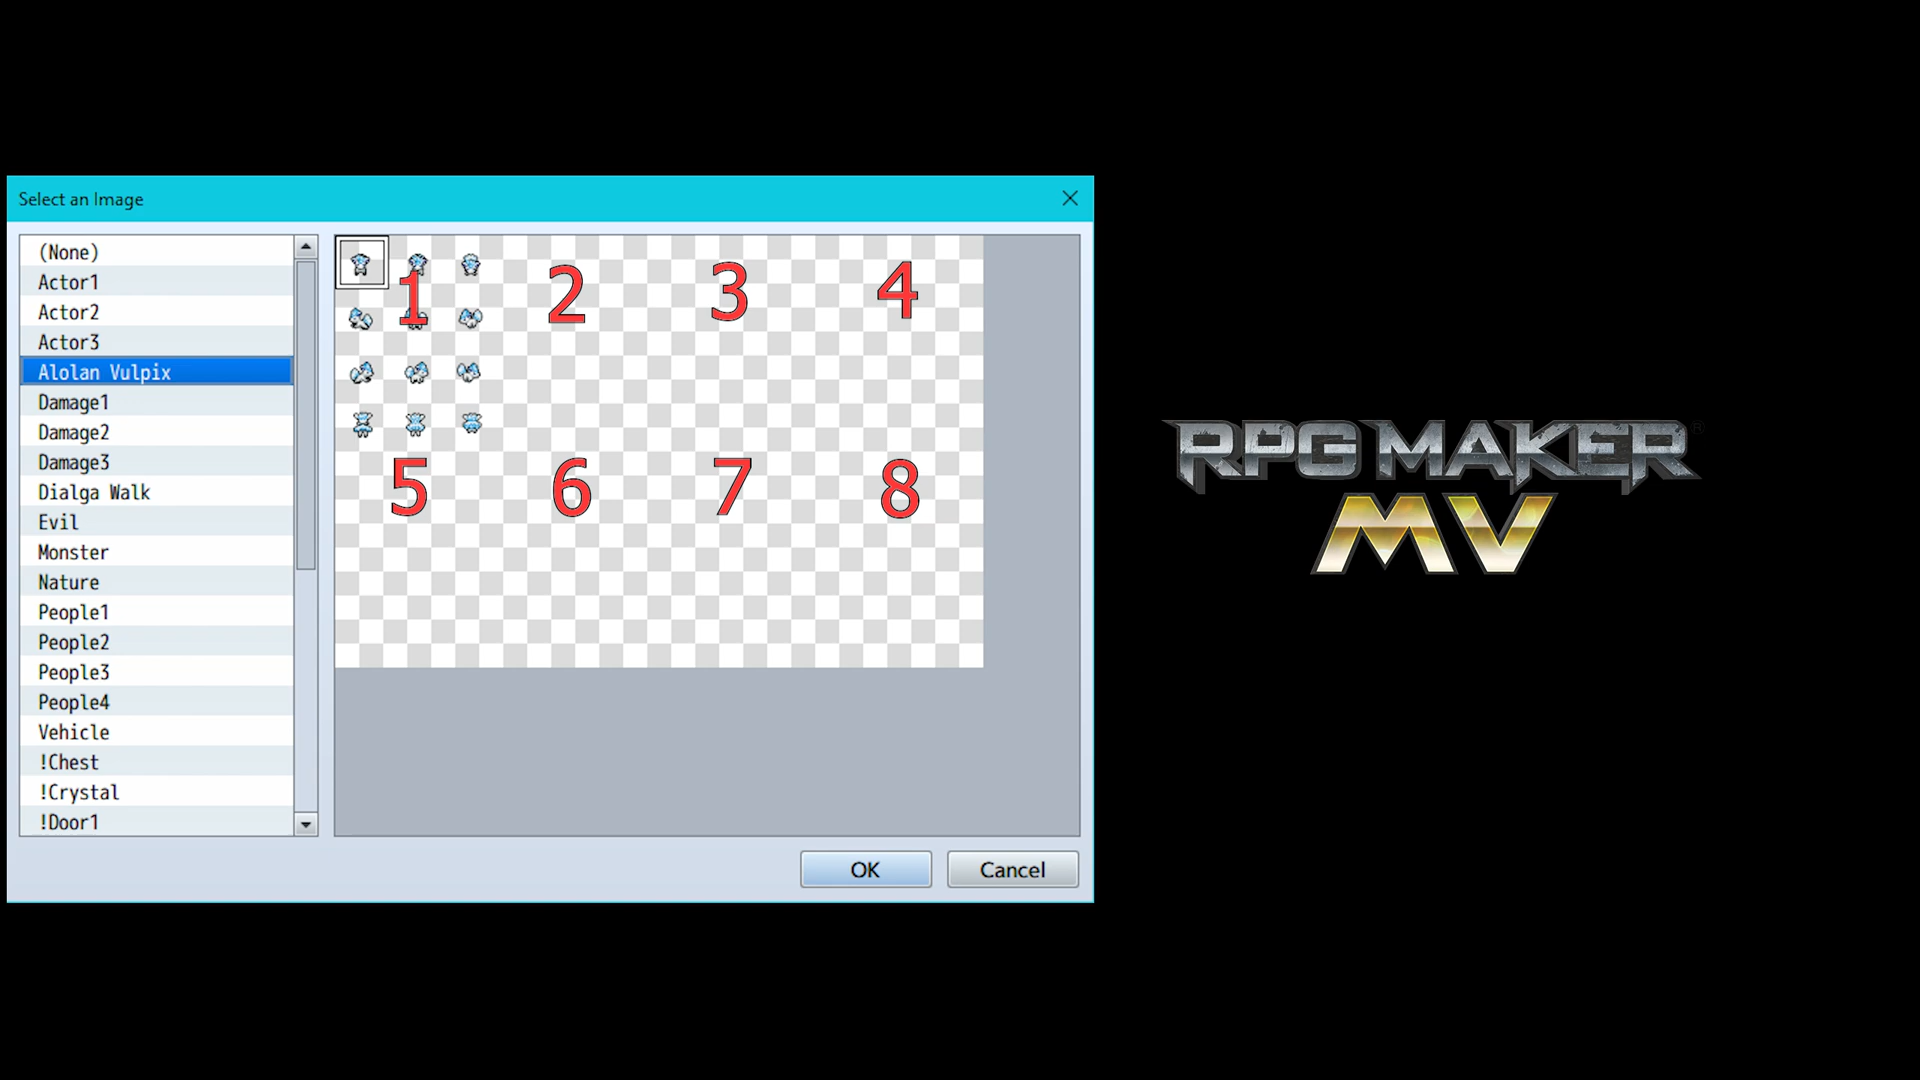 Select an Image
(None)
Actor1
Actor2
Actor3
Alolan Vulpix
Damage1
Damage2
Damage3
Dialga Walk
Evil
Monster
Nature
People1
People2
People3
People4
Vehicle
!Chest
!Crystal
!Door1
1 2 3 4
5 6 7 8
OK Cancel
RPG MAKER®
MV